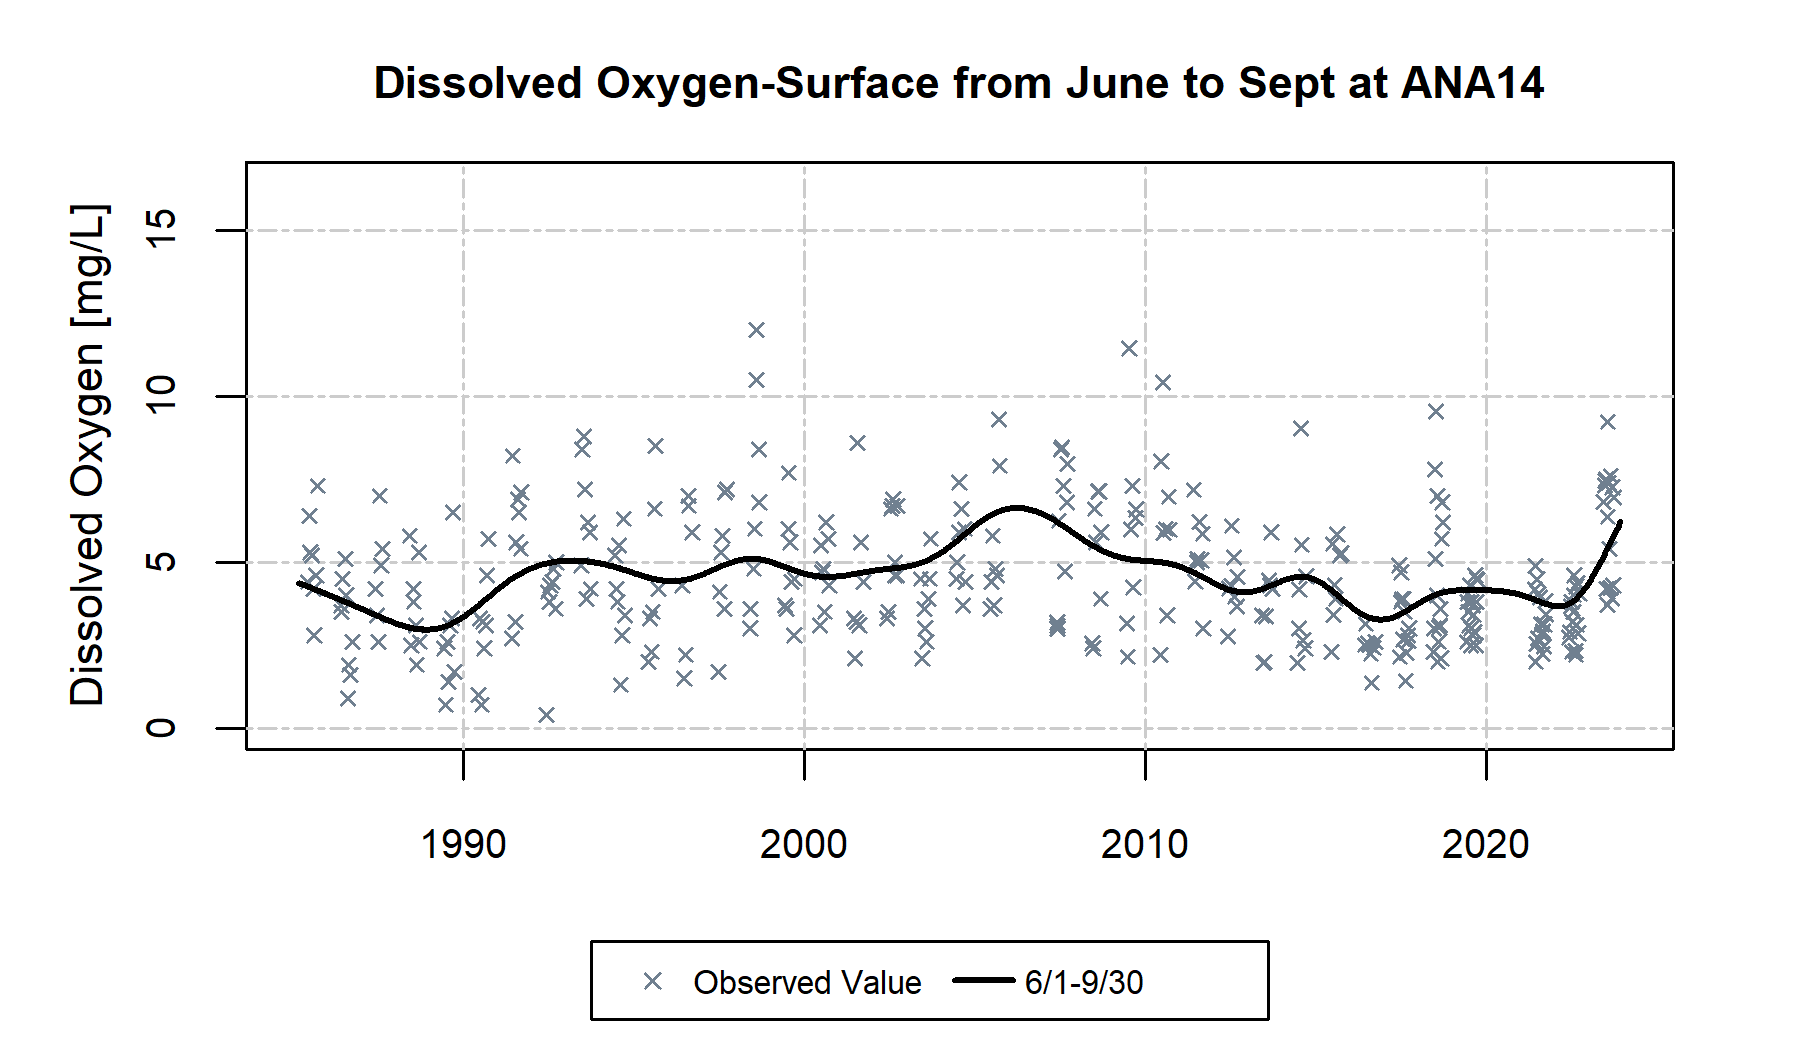 Dissolved Oxygen-Surface from June to Sept at ANA14
Dissolved Oxygen [mg/L]
15
10
5
0
1990 2000 2010 2020
Observed Value 6/1-9/30